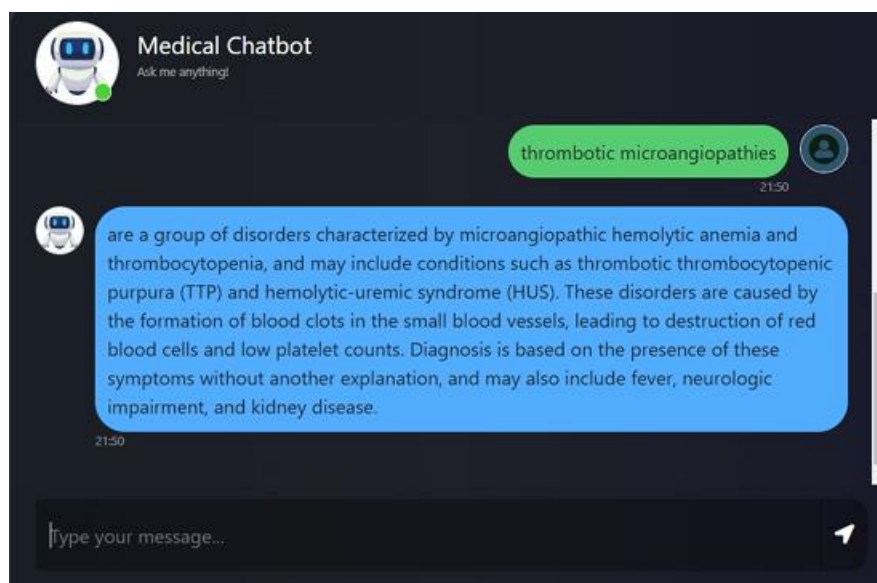 Medical Chatbot
Ask me anything!
thrombotic microangiopathies
21:50
are a group of disorders characterized by microangiopathic hemolytic anemia and
thrombocytopenia, and may include conditions such as thrombotic thrombocytopenic
purpura (TTP) and hemolytic-uremic syndrome (HUS). These disorders are caused by
the formation of blood clots in the small blood vessels, leading to destruction of red
blood cells and low platelet counts. Diagnosis is based on the presence of these
symptoms without another explanation, and may also include fever, neurologic
impairment, and kidney disease.
21:50
Type your message...